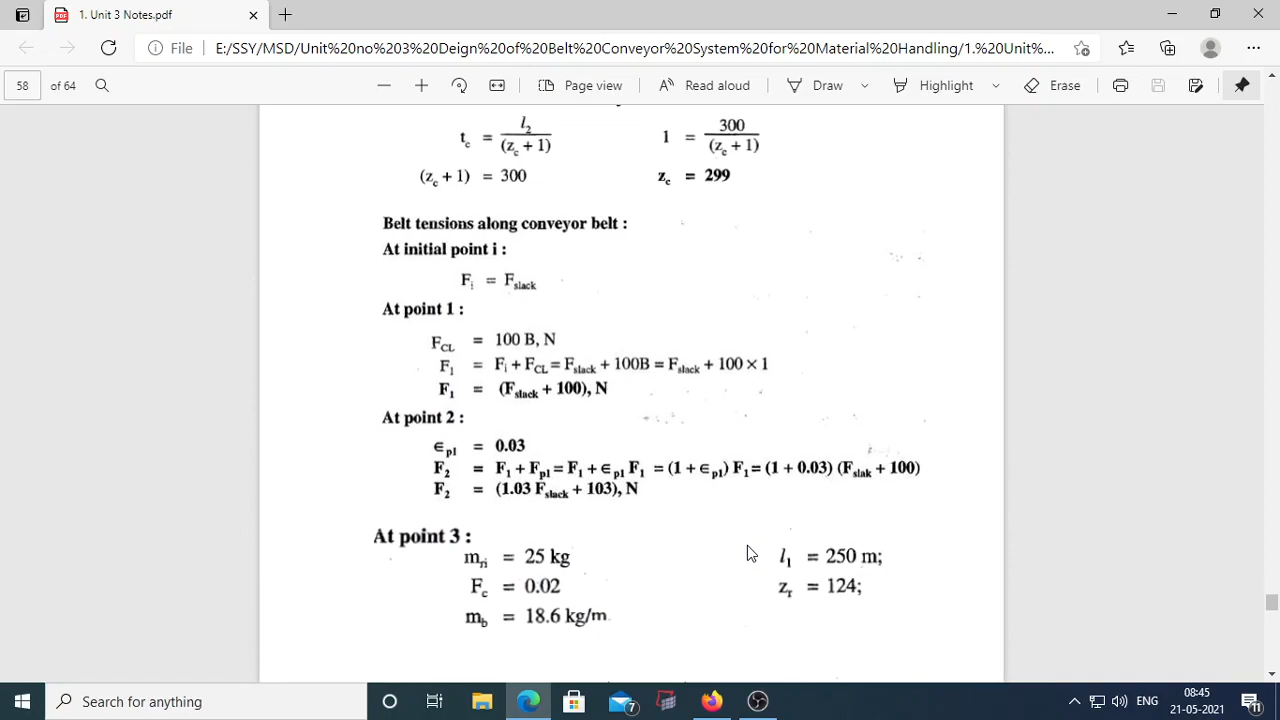 1. Unit 3 Notes.pdf
File E:/SSY/MSD/Unit%20no%203%20Deign%20of%20Belt%20Conveyor%20System%20for%20Material%20Handling/1.%20Unit%...
58 of 64 Page view Read aloud Draw Highlight Erase
t_c = l_2/(z_c + 1) 1 = 300/(z_c + 1)
(z_c + 1) = 300 z_c = 299
Belt tensions along conveyor belt :
At initial point i :
F_i = F_slack
At point 1 :
F_CL = 100 B, N
F_1 = F_i + F_CL = F_slack + 100B = F_slack + 100 × 1
F_1 = (F_slack + 100), N
At point 2 :
∈_p1 = 0.03
F_2 = F_1 + F_p1 = F_1 + ∈_p1 F_1 = (1 + ∈_p1) F_1 = (1 + 0.03) (F_slak + 100)
F_2 = (1.03 F_slack + 103), N
At point 3 :
m_ri = 25 kg l_1 = 250 m;
F_c = 0.02 z_r = 124;
m_b = 18.6 kg/m
Search for anything 7 ENG 08:45
21-05-2021 11